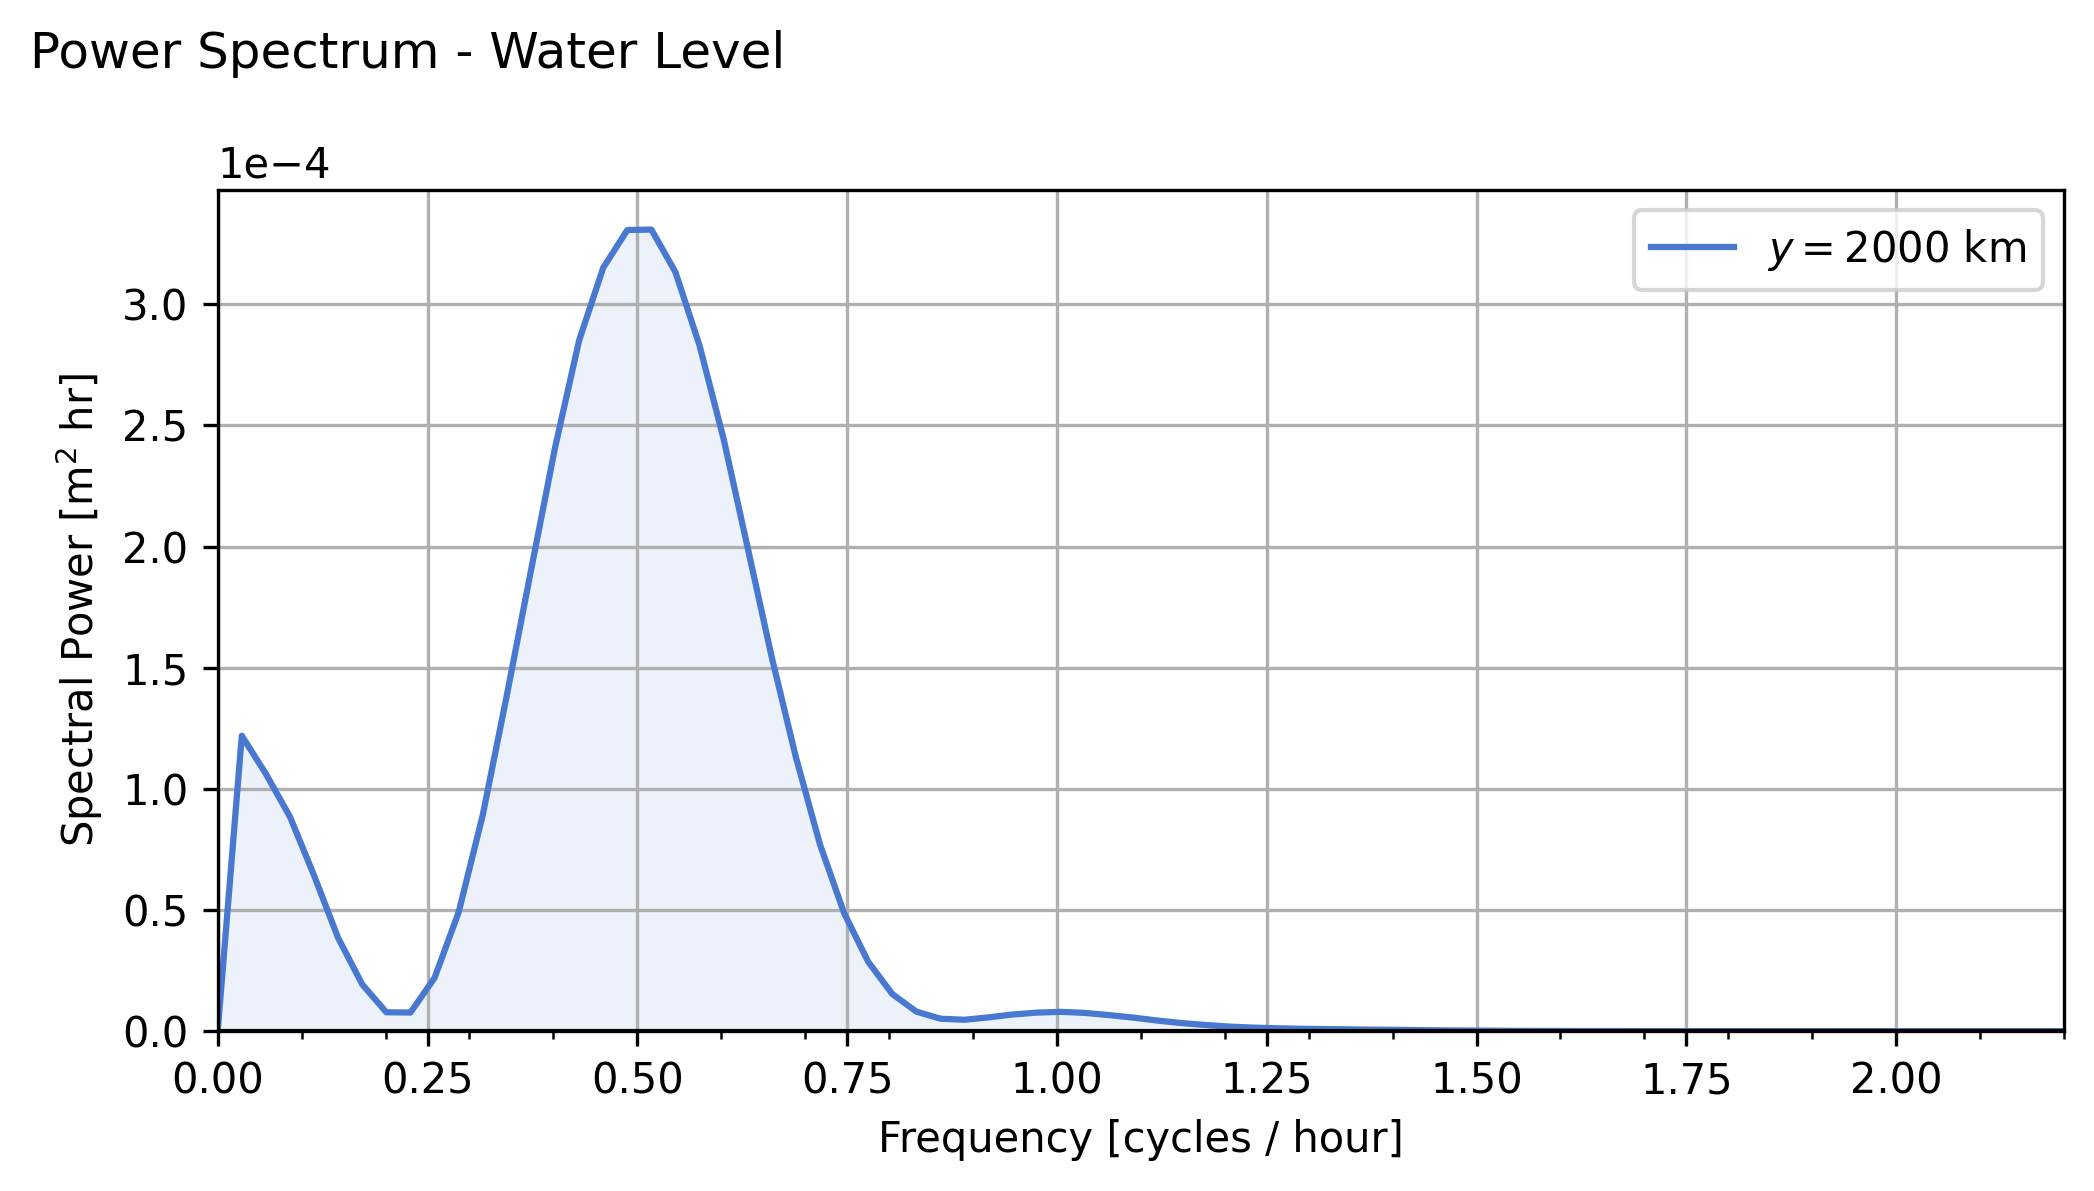 Power Spectrum - Water Level
1e−4
y = 2000 km
3.0
2.5
2.0
1.5
1.0
0.5
0.0
Spectral Power [m² hr]
0.00 0.25 0.50 0.75 1.00 1.25 1.50 1.75 2.00
Frequency [cycles / hour]